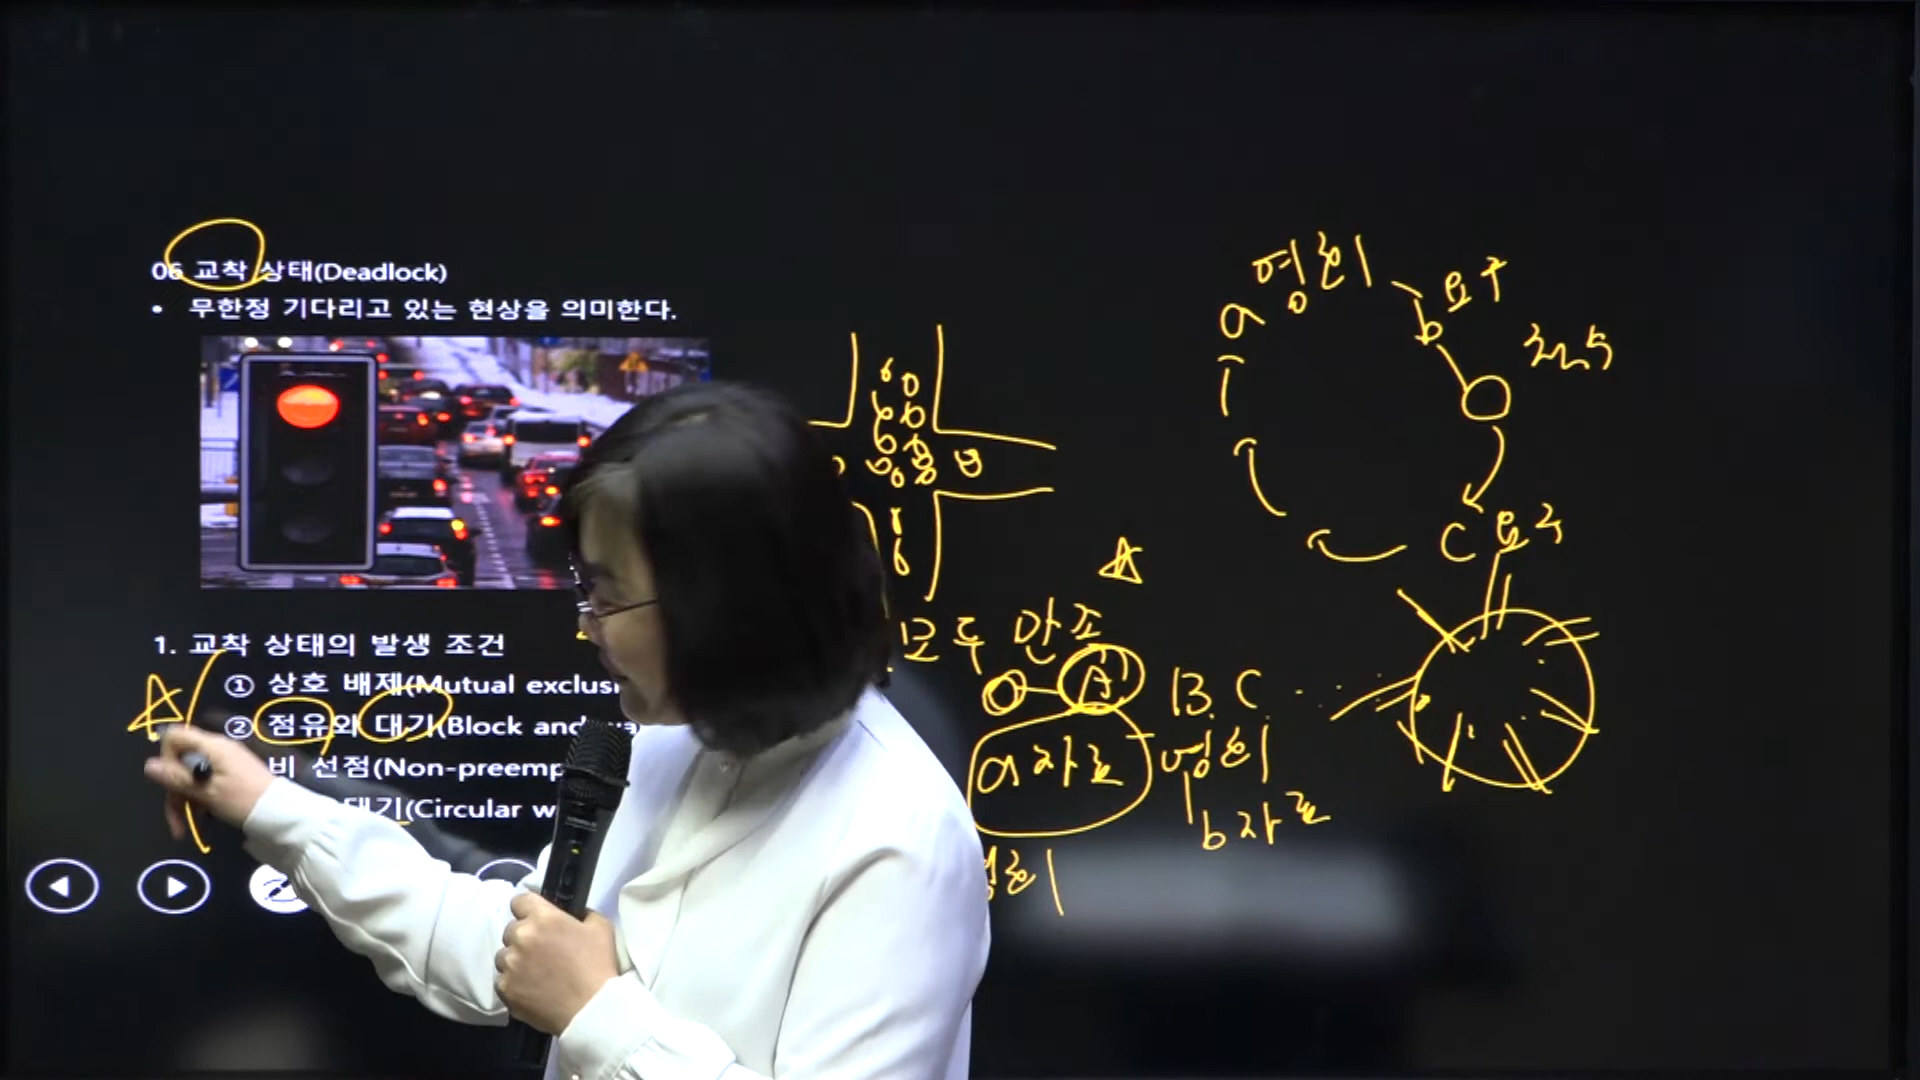 06 교착 상태(Deadlock)
• 무한정 기다리고 있는 현상을 의미한다.
1. 교착 상태의 발생 조건
① 상호 배제(Mutual exclus
② 점유와 대기(Block and wa
비 선점(Non-preemp
대기(Circular w
모두 만조
B C
a 자료
영희
b 자료
영희
a
b 요구
철수
C 요구